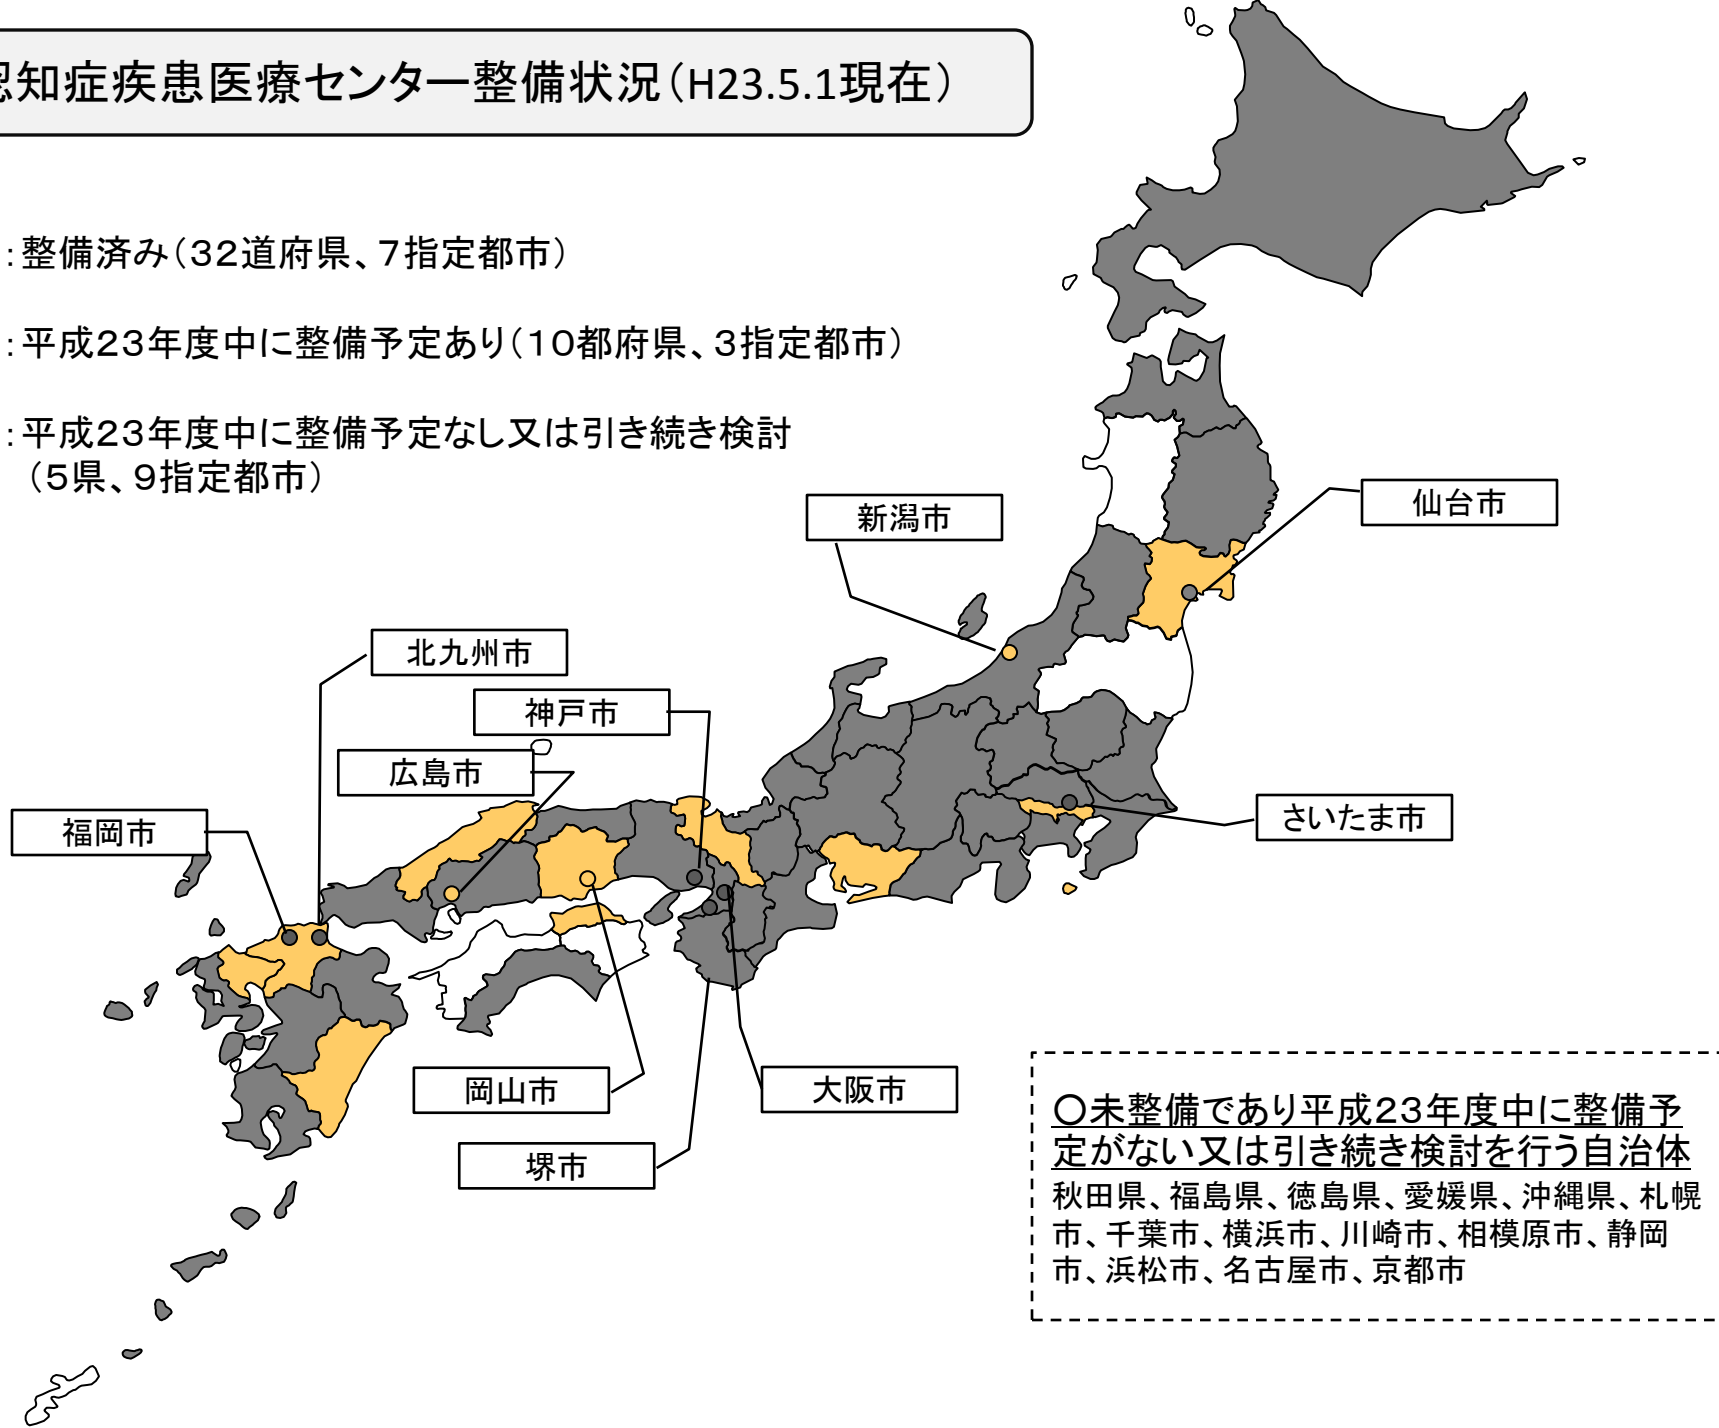 認知症疾患医療センター整備状況（H23.5.1現在）
：整備済み（32道府県、7指定都市）
：平成23年度中に整備予定あり（10都府県、3指定都市）
：平成23年度中に整備予定なし又は引き続き検討
（5県、9指定都市）
仙台市
新潟市
北九州市
神戸市
広島市
福岡市
さいたま市
岡山市
大阪市
堺市
○未整備であり平成23年度中に整備予
定がない又は引き続き検討を行う自治体
秋田県、福島県、徳島県、愛媛県、沖縄県、札幌
市、千葉市、横浜市、川崎市、相模原市、静岡
市、浜松市、名古屋市、京都市